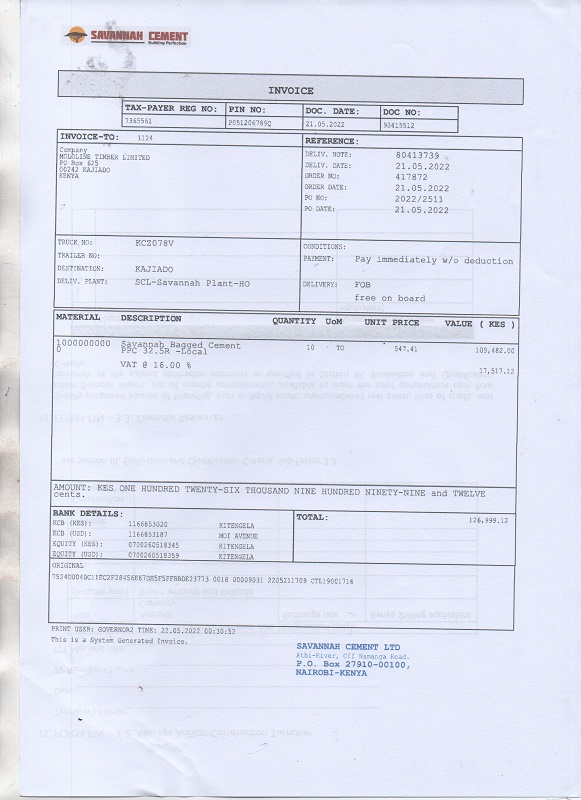 SAVANNAH CEMENT
Building Perfection
INVOICE
TAX-PAYER REG NO: PIN NO: DOC. DATE: DOC NO:
7365561 P051206769Q 21.05.2022 90415512
INVOICE-TO: 1124
Company
MOLOLINE TIMBER LIMITED
PO Box 625
00242 KAJIADO
KENYA
REFERENCE:
DELIV. NOTE: 80413739
DELIV. DATE: 21.05.2022
ORDER NO: 417872
ORDER DATE: 21.05.2022
PO NO: 2022/2511
PO DATE: 21.05.2022
TRUCK NO: KCZ078V
TRAILER NO:
DESTINATION: KAJIADO
DELIV. PLANT: SCL-Savannah Plant-HO
CONDITIONS:
PAYMENT: Pay immediately w/o deduction
DELIVERY: FOB
free on board
MATERIAL DESCRIPTION QUANTITY UoM UNIT PRICE VALUE ( KES )
1000000000 Savannah Bagged Cement 10 TO 547.41 109,482.00
0 PPC 32.5R -Local
VAT @ 16.00 % 17,517.12
AMOUNT: KES ONE HUNDRED TWENTY-SIX THOUSAND NINE HUNDRED NINETY-NINE and TWELVE
cents.
BANK DETAILS:
KCB (KES): 1166853020 KITENGELA
KCB (USD): 1166853187 MOI AVENUE
EQUITY (KES): 0700260518345 KITENGELA
EQUITY (USD): 0700260518359 KITENGELA
TOTAL: 126,999.12
ORIGINAL
0018 00009031 2205211709 CTL19001716
PRINT USER: GOVERNOR2 TIME: 22.05.2022 00:30:52
This is a System Generated Invoice.
SAVANNAH CEMENT LTD
Athi-River, Off Namanga Road.
P.O. Box 27910-00100,
NAIROBI-KENYA